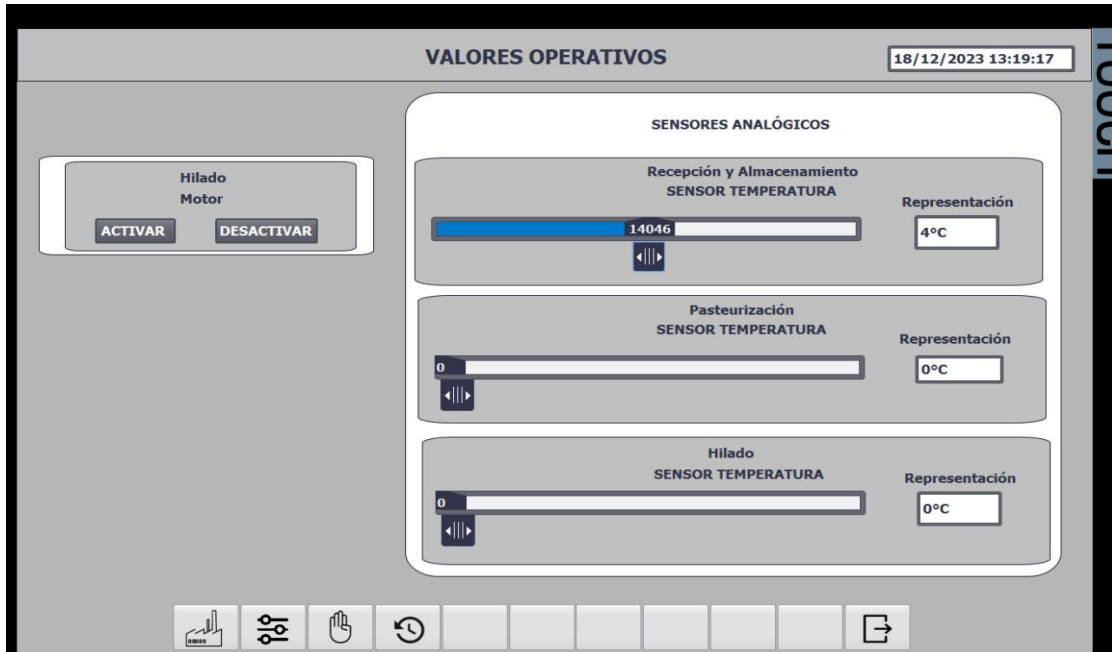 VALORES OPERATIVOS
18/12/2023 13:19:17
TOUCH
SENSORES ANALÓGICOS
Hilado
Motor
ACTIVAR DESACTIVAR
Recepción y Almacenamiento
SENSOR TEMPERATURA
Representación
14046
4°C
Pasteurización
SENSOR TEMPERATURA
Representación
0
0°C
Hilado
SENSOR TEMPERATURA
Representación
0
0°C